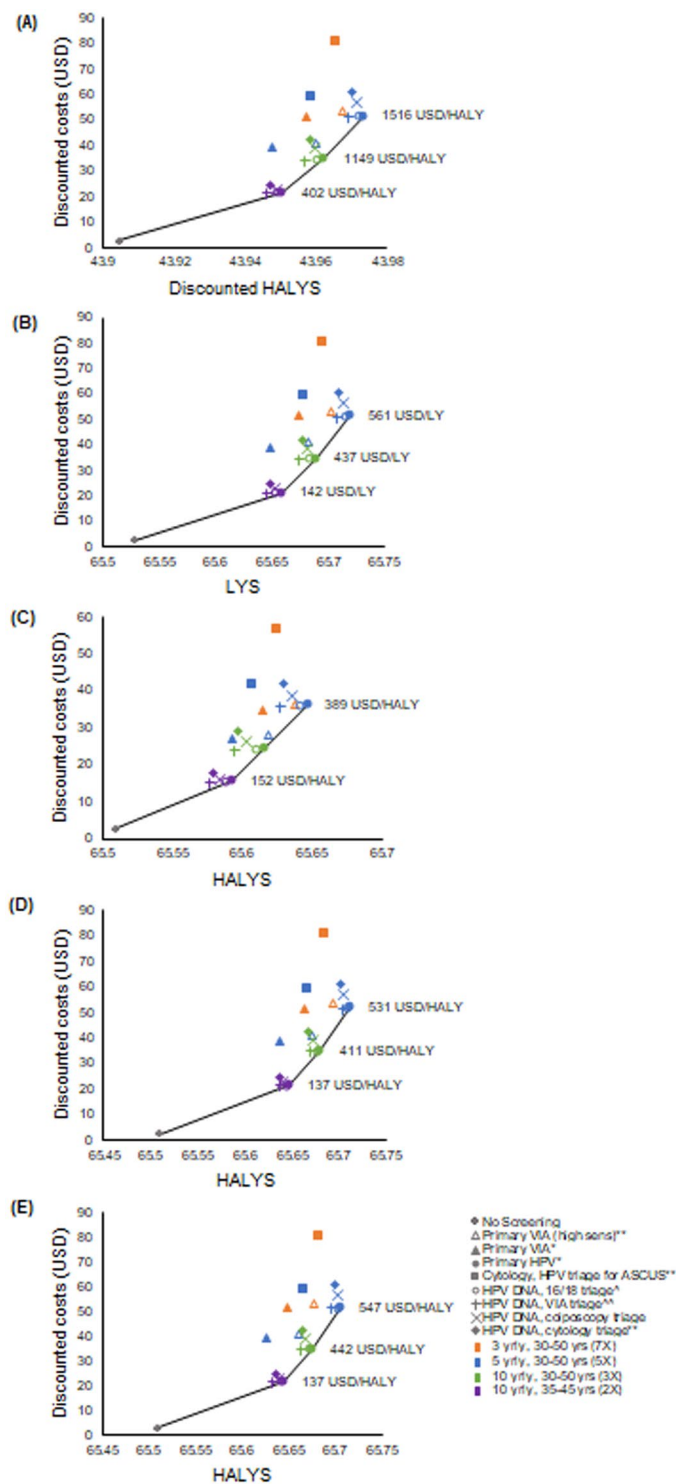 (A)
90
80
70
60
50
40
30
20
10
0
Discounted costs (USD)
1516 USD/HALY
1149 USD/HALY
402 USD/HALY
43.9
43.92
43.94
43.96
43.98
Discounted HALYS
(B)
90
80
70
60
50
40
30
20
10
0
Discounted costs (USD)
561 USD/LY
437 USD/LY
142 USD/LY
65.5
65.55
65.6
65.65
65.7
65.75
LYS
(C)
60
50
40
30
20
10
0
Discounted costs (USD)
389 USD/HALY
152 USD/HALY
65.5
65.55
65.6
65.65
65.7
HALYS
(D)
90
80
70
60
50
40
30
20
10
0
Discounted costs (USD)
531 USD/HALY
411 USD/HALY
137 USD/HALY
65.45
65.5
65.55
65.6
65.65
65.7
65.75
HALYS
(E)
90
80
70
60
50
40
30
20
10
0
Discounted costs (USD)
547 USD/HALY
442 USD/HALY
137 USD/HALY
65.45
65.5
65.55
65.6
65.65
65.7
65.75
HALYS
No Screening
Primary VIA (high sens)**
Primary VIA*
Primary HPV*
Cytology, HPV triage for ASCUS**
HPV DNA, 16/18 triage^
HPV DNA, VIA triage^^
HPV DNA, colposcopy triage
HPV DNA, cytology triage**
3 yrly, 30-50 yrs (7X)
5 yrly, 30-50 yrs (5X)
10 yrly, 30-50 yrs (3X)
10 yrly, 35-45 yrs (2X)